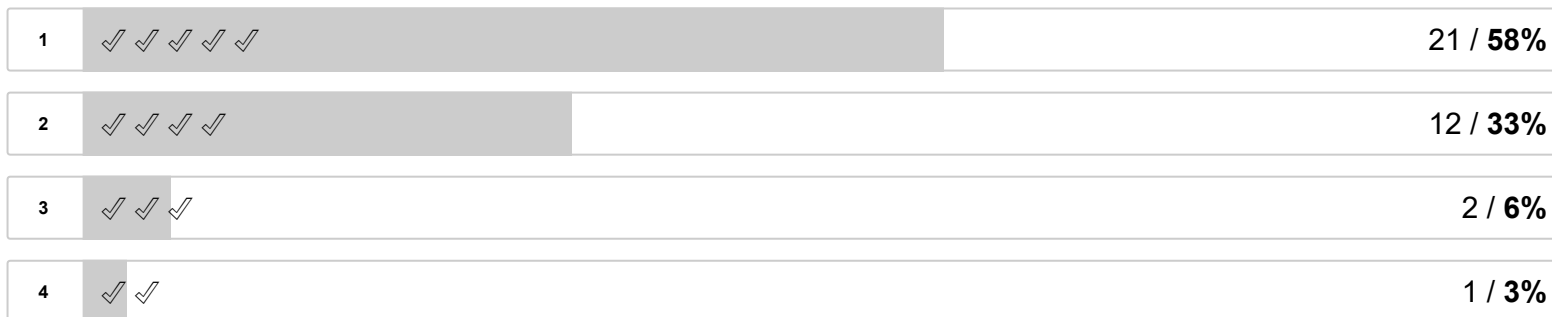 1 ✓ ✓ ✓ ✓ ✓ 21 / 58%
2 ✓ ✓ ✓ ✓ 12 / 33%
3 ✓ ✓ ✓ 2 / 6%
4 ✓ ✓ 1 / 3%